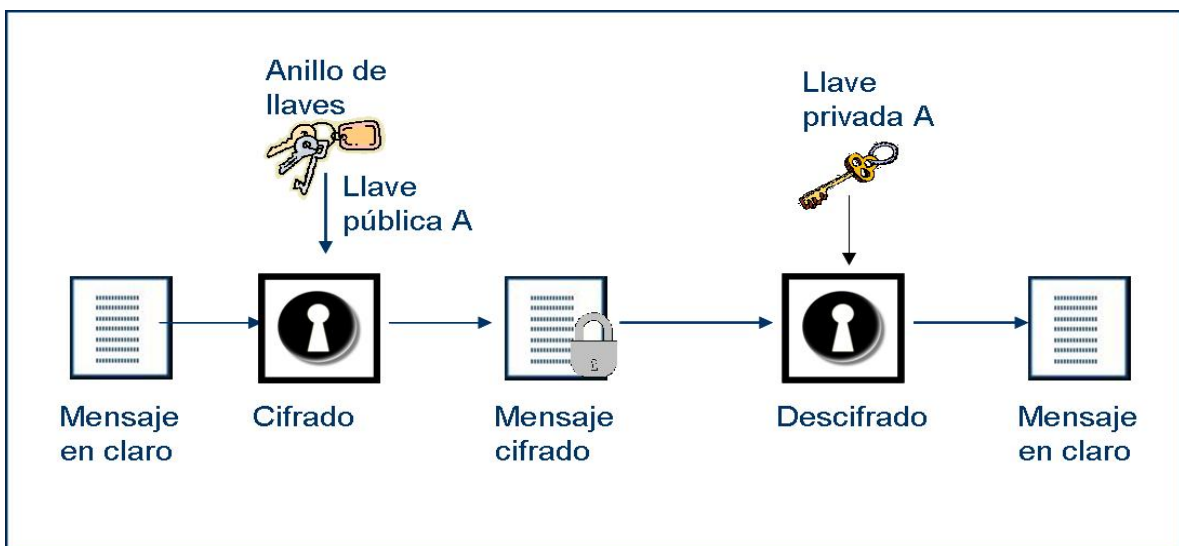 Anillo de
llaves
Llave
pública A
Llave
privada A
Mensaje
en claro
Cifrado
Mensaje
cifrado
Descifrado
Mensaje
en claro